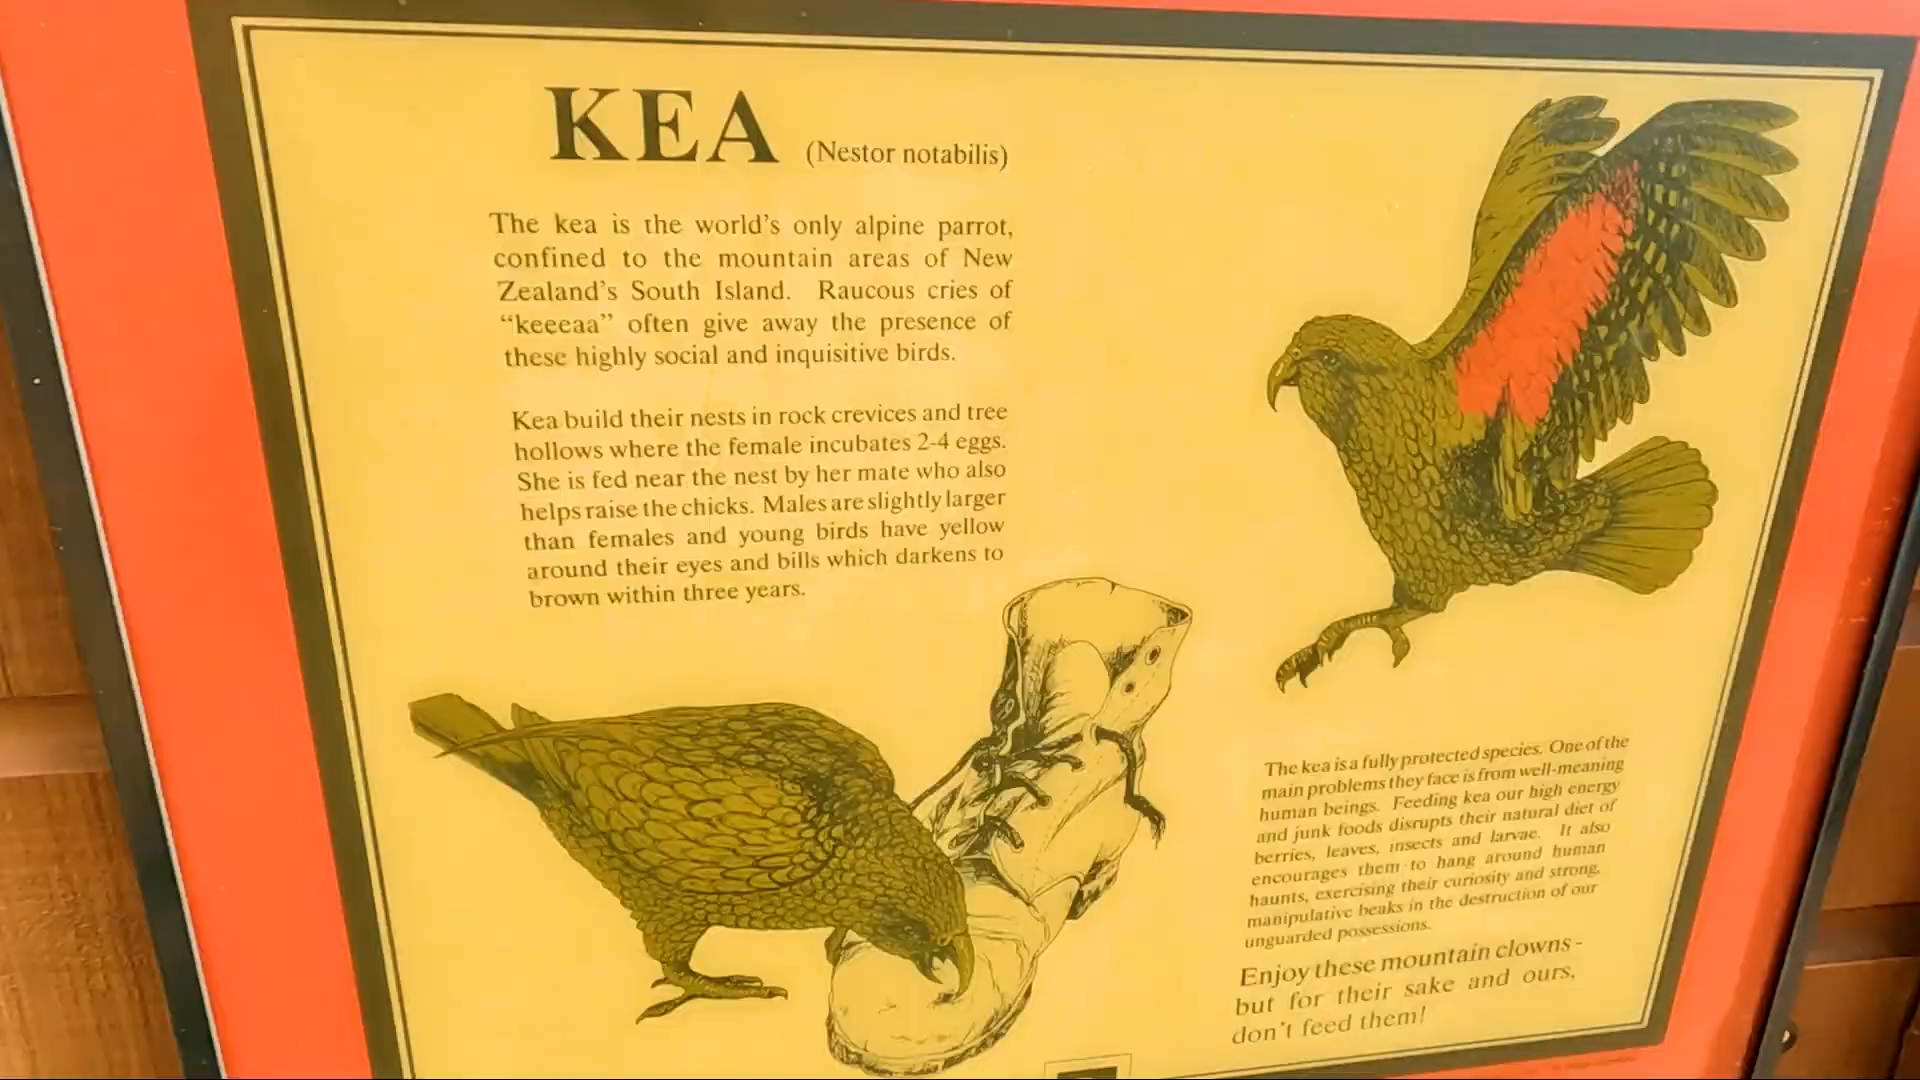 KEA (Nestor notabilis)
The kea is the world's only alpine parrot,
confined to the mountain areas of New
Zealand's South Island. Raucous cries of
“keeeaa” often give away the presence of
these highly social and inquisitive birds.
Kea build their nests in rock crevices and tree
hollows where the female incubates 2-4 eggs.
She is fed near the nest by her mate who also
helps raise the chicks. Males are slightly larger
than females and young birds have yellow
around their eyes and bills which darkens to
brown within three years.
The kea is a fully protected species. One of the
main problems they face is from well-meaning
human beings. Feeding kea our high energy
and junk foods disrupts their natural diet of
berries, leaves, insects and larvae. It also
encourages them to hang around human
haunts, exercising their curiosity and strong,
manipulative beaks in the destruction of our
unguarded possessions.
Enjoy these mountain clowns -
but for their sake and ours,
don't feed them!